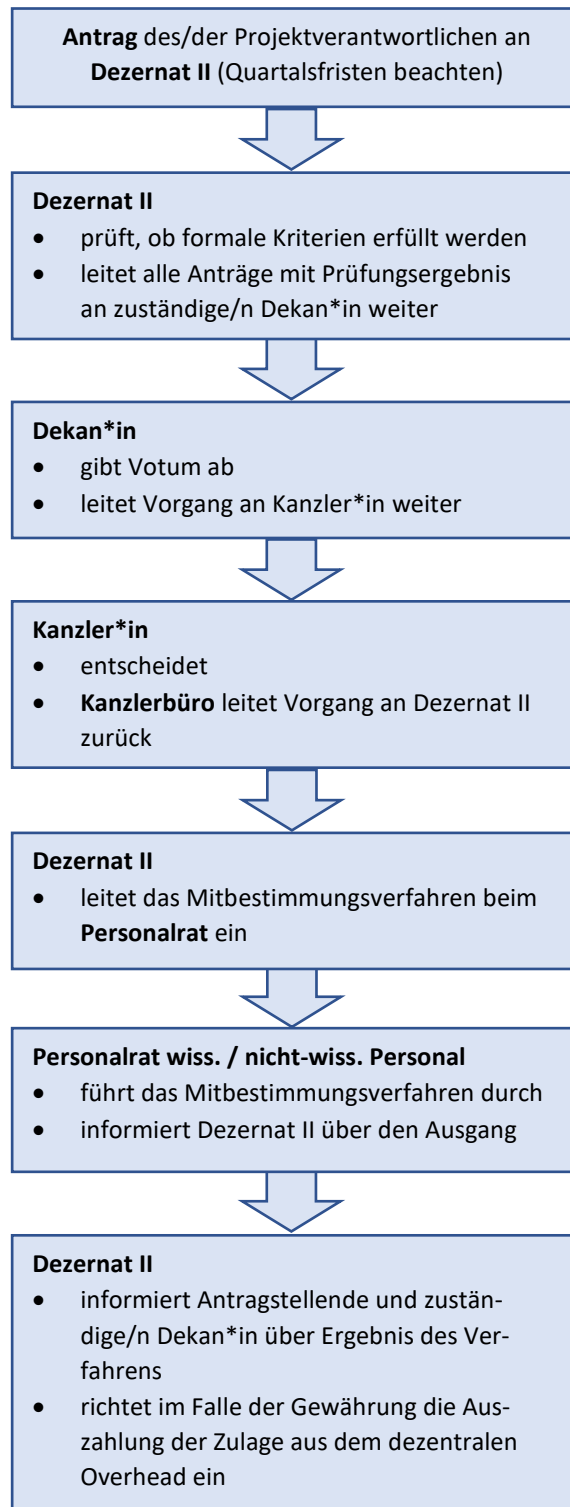 Antrag des/der Projektverantwortlichen an
Dezernat II (Quartalsfristen beachten)
Dezernat II
• prüft, ob formale Kriterien erfüllt werden
• leitet alle Anträge mit Prüfungsergebnis
an zuständige/n Dekan*in weiter
Dekan*in
• gibt Votum ab
• leitet Vorgang an Kanzler*in weiter
Kanzler*in
• entscheidet
• Kanzlerbüro leitet Vorgang an Dezernat II
zurück
Dezernat II
• leitet das Mitbestimmungsverfahren beim
Personalrat ein
Personalrat wiss. / nicht-wiss. Personal
• führt das Mitbestimmungsverfahren durch
• informiert Dezernat II über den Ausgang
Dezernat II
• informiert Antragstellende und zustän-
dige/n Dekan*in über Ergebnis des Ver-
fahrens
• richtet im Falle der Gewährung die Aus-
zahlung der Zulage aus dem dezentralen
Overhead ein